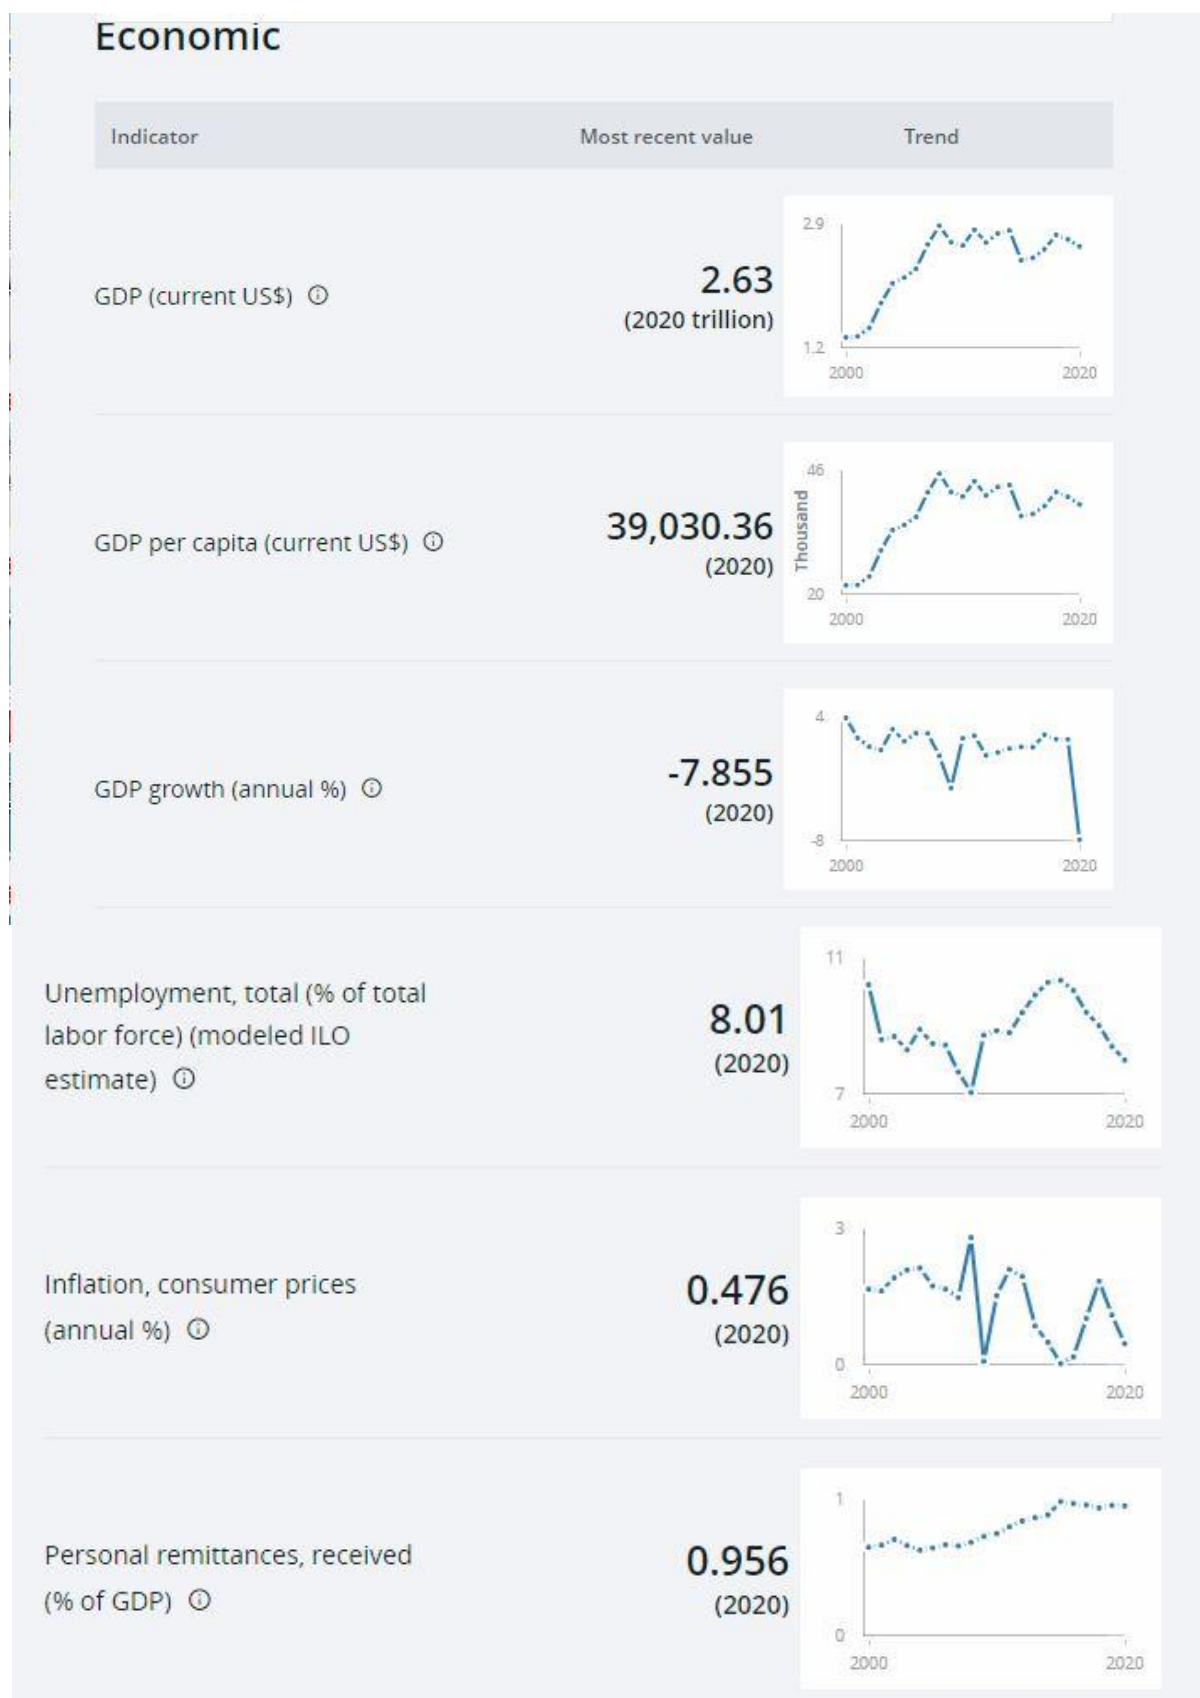 Economic
Indicator Most recent value Trend
2.9
GDP (current US$)
2.63
(2020 trillion)
1.2
2000 2020
46
Thousand
GDP per capita (current US$)
39,030.36
(2020)
20
2000 2020
4
GDP growth (annual %)
-7.855
(2020)
-8
2000 2020
11
Unemployment, total (% of total
labor force) (modeled ILO
estimate)
8.01
(2020)
7
2000 2020
3
Inflation, consumer prices
(annual %)
0.476
(2020)
0
2000 2020
1
Personal remittances, received
(% of GDP)
0.956
(2020)
0
2000 2020